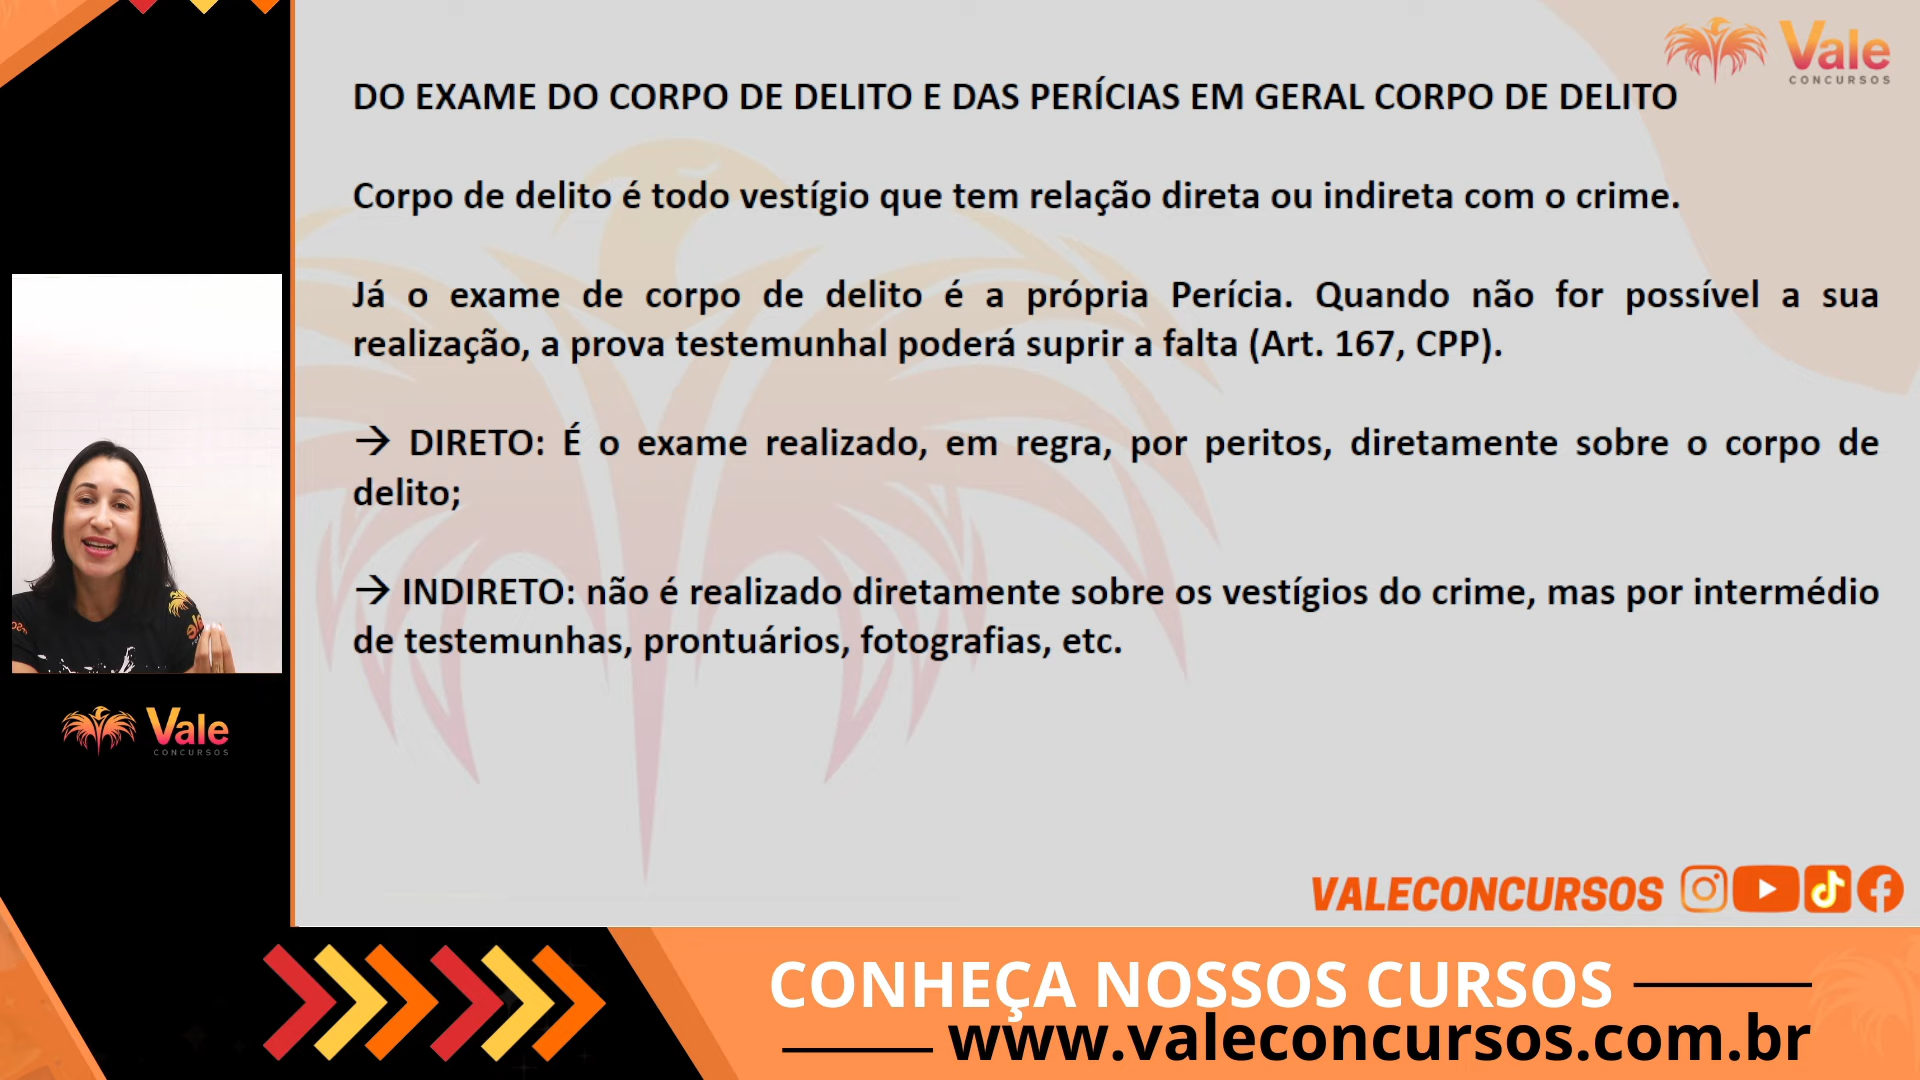 Vale
CONCURSOS
DO EXAME DO CORPO DE DELITO E DAS PERÍCIAS EM GERAL CORPO DE DELITO
Corpo de delito é todo vestígio que tem relação direta ou indireta com o crime.
Já o exame de corpo de delito é a própria Perícia. Quando não for possível a sua
realização, a prova testemunhal poderá suprir a falta (Art. 167, CPP).
→ DIRETO: É o exame realizado, em regra, por peritos, diretamente sobre o corpo de
delito;
→ INDIRETO: não é realizado diretamente sobre os vestígios do crime, mas por intermédio
de testemunhas, prontuários, fotografias, etc.
Vale
CONCURSOS
VALECONCURSOS
CONHEÇA NOSSOS CURSOS
www.valeconcursos.com.br